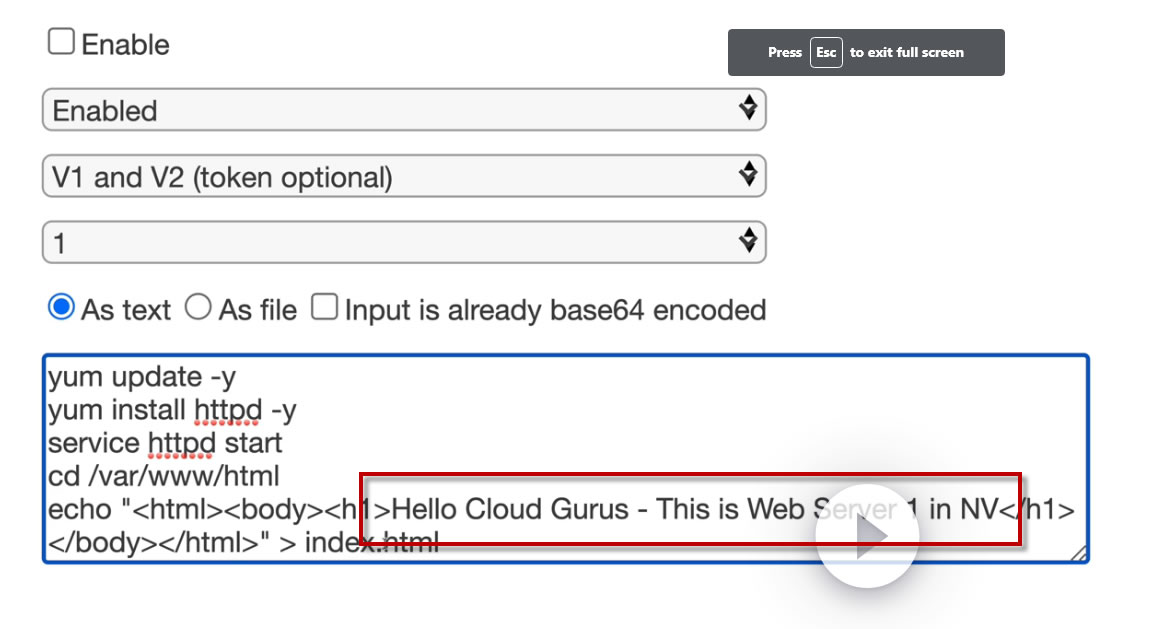 Enable
Press Esc to exit full screen
Enabled
V1 and V2 (token optional)
1
As text As file Input is already base64 encoded
yum update -y
yum install httpd -y
service httpd start
cd /var/www/html
echo "<html><body><h1>Hello Cloud Gurus - This is Web Server 1 in NV</h1>
</body></html>" > index.html